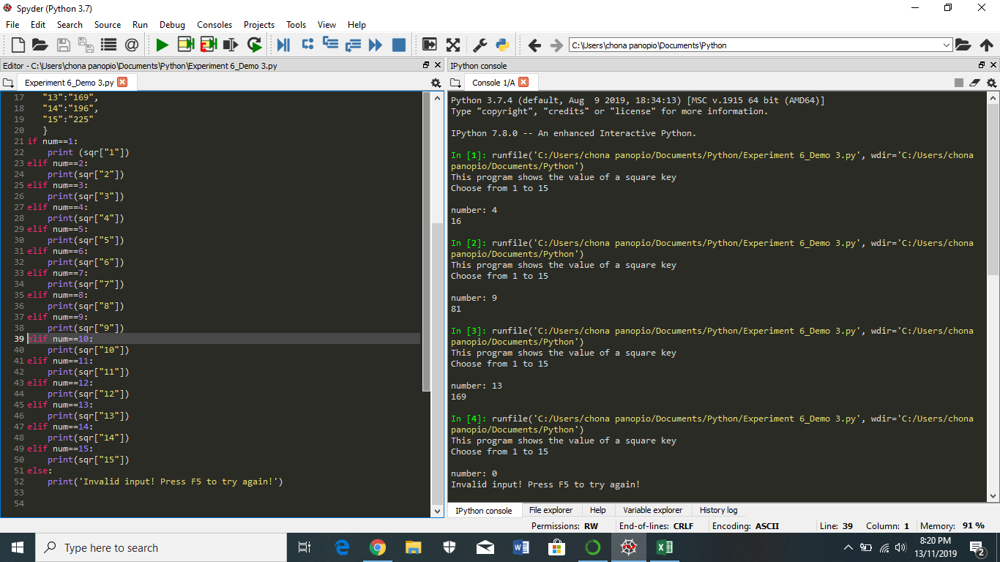 Spyder (Python 3.7)
File Edit Search Source Run Debug Consoles Projects Tools View Help
C:\Users\chona panopio\Documents\Python
Editor - C:\Users\chona panopio\Documents\Python\Experiment 6_Demo 3.py
Experiment 6_Demo 3.py
17 "13":"169",
18 "14":"196",
19 "15":"225"
20 }
21 if num==1:
22 print (sqr["1"])
23 elif num==2:
24 print(sqr["2"])
25 elif num==3:
26 print(sqr["3"])
27 elif num==4:
28 print(sqr["4"])
29 elif num==5:
30 print(sqr["5"])
31 elif num==6:
32 print(sqr["6"])
33 elif num==7:
34 print(sqr["7"])
35 elif num==8:
36 print(sqr["8"])
37 elif num==9:
38 print(sqr["9"])
39 elif num==10:
40 print(sqr["10"])
41 elif num==11:
42 print(sqr["11"])
43 elif num==12:
44 print(sqr["12"])
45 elif num==13:
46 print(sqr["13"])
47 elif num==14:
48 print(sqr["14"])
49 elif num==15:
50 print(sqr["15"])
51 else:
52 print('Invalid input! Press F5 to try again!')
53
54
IPython console
Console 1/A
Python 3.7.4 (default, Aug  9 2019, 18:34:13) [MSC v.1915 64 bit (AMD64)]
Type "copyright", "credits" or "license" for more information.
IPython 7.8.0 -- An enhanced Interactive Python.
In [1]: runfile('C:/Users/chona panopio/Documents/Python/Experiment 6_Demo 3.py', wdir='C:/Users/chona
panopio/Documents/Python')
This program shows the value of a square key
Choose from 1 to 15
number: 4
16
In [2]: runfile('C:/Users/chona panopio/Documents/Python/Experiment 6_Demo 3.py', wdir='C:/Users/chona
panopio/Documents/Python')
This program shows the value of a square key
Choose from 1 to 15
number: 9
81
In [3]: runfile('C:/Users/chona panopio/Documents/Python/Experiment 6_Demo 3.py', wdir='C:/Users/chona
panopio/Documents/Python')
This program shows the value of a square key
Choose from 1 to 15
number: 13
169
In [4]: runfile('C:/Users/chona panopio/Documents/Python/Experiment 6_Demo 3.py', wdir='C:/Users/chona
panopio/Documents/Python')
This program shows the value of a square key
Choose from 1 to 15
number: 0
Invalid input! Press F5 to try again!
IPython console File explorer Help Variable explorer History log
Permissions: RW End-of-lines: CRLF Encoding: ASCII Line: 39 Column: 1 Memory: 91 %
Type here to search
8:20 PM
13/11/2019
2